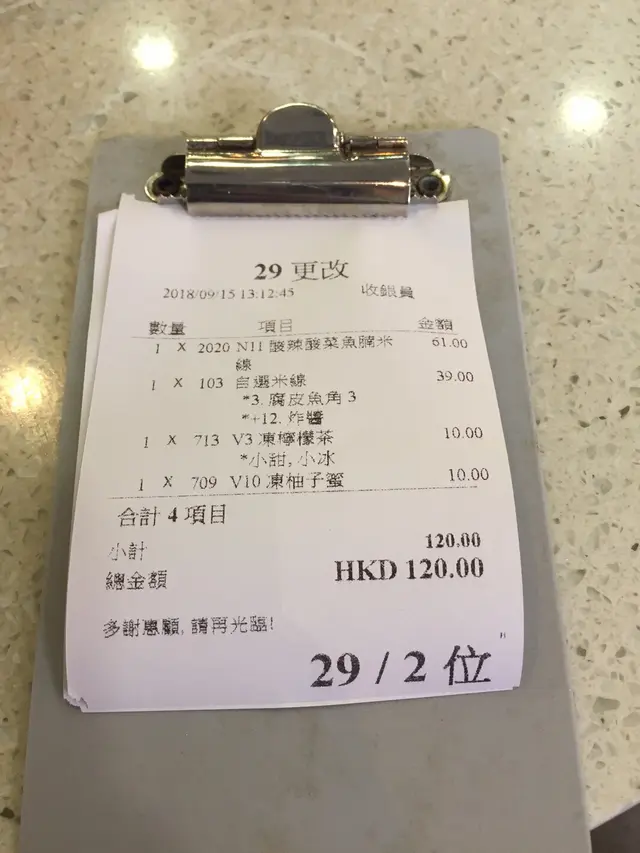 29 更改
2018/09/15 13:12:45 收銀員
數量 項目 金額
1 X 2020 N11 酸辣酸菜魚腩米 61.00
線
1 X 103 自選米線 39.00
*3. 腐皮魚角 3
*+12. 炸醬
1 X 713 V3 凍檸檬茶 10.00
*小甜, 小冰
1 X 709 V10 凍柚子蜜 10.00
合計 4 項目
小計 120.00
總金額 HKD 120.00
多謝惠顧, 請再光臨!
29 / 2 位